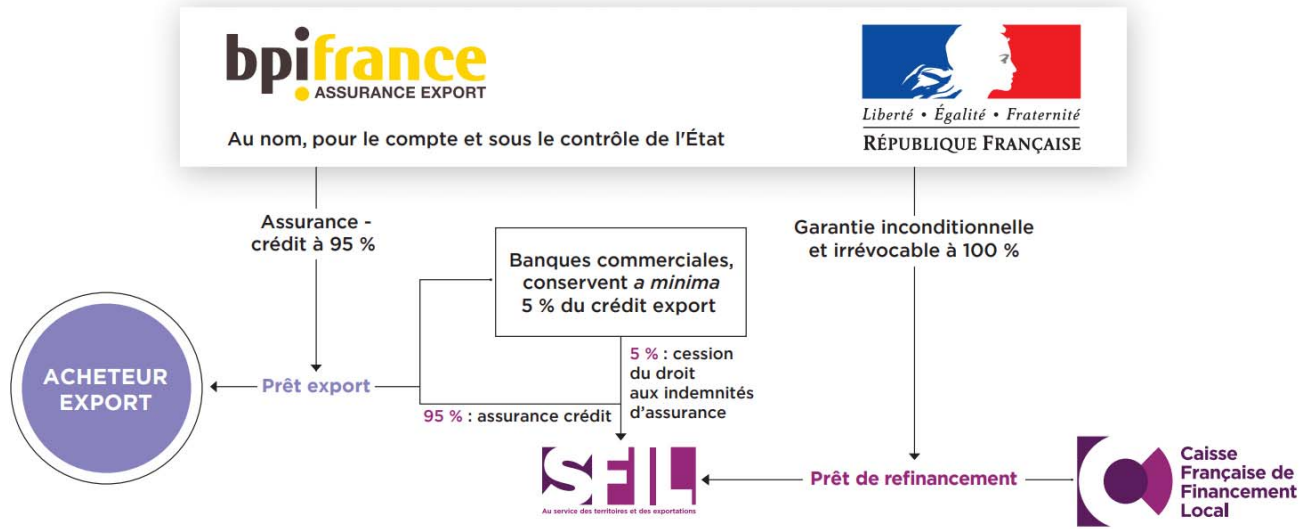 bpifrance
ASSURANCE EXPORT
Au nom, pour le compte et sous le contrôle de l'État
Liberté • Égalité • Fraternité
RÉPUBLIQUE FRANÇAISE
Assurance -
crédit à 95 %
Garantie inconditionnelle
et irrévocable à 100 %
Banques commerciales,
conservent a minima
5 % du crédit export
ACHETEUR
EXPORT
Prêt export
5 % : cession
du droit
aux indemnités
d'assurance
95 % : assurance crédit
SFIL
Au service des territoires et des exportations
Prêt de refinancement
Caisse
Française de
Financement
Local